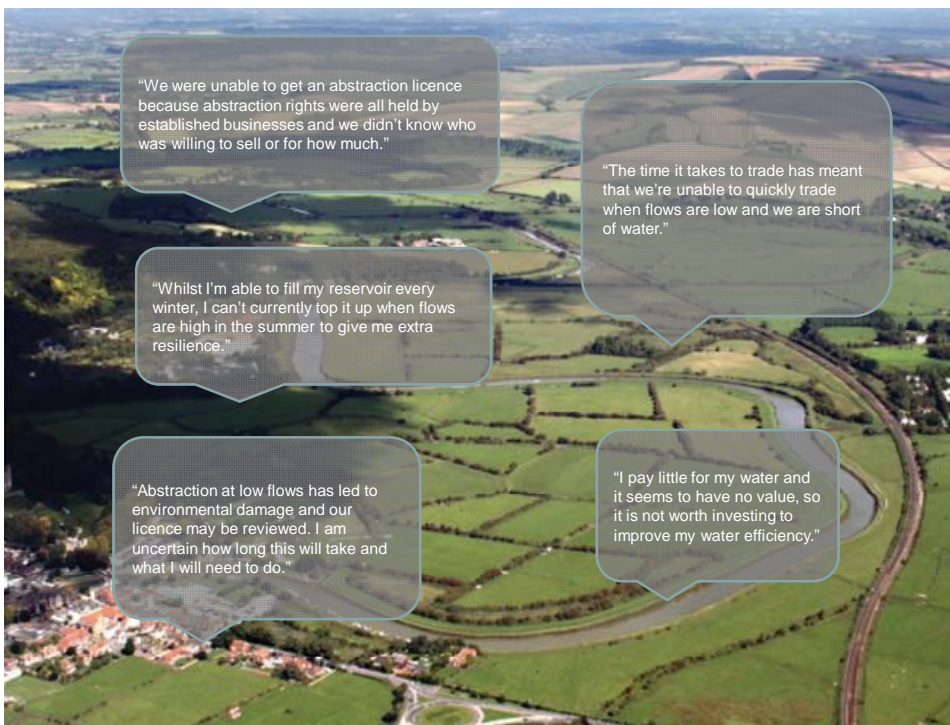 “We were unable to get an abstraction licence
because abstraction rights were all held by
established businesses and we didn’t know who
was willing to sell or for how much.”
“The time it takes to trade has meant
that we’re unable to quickly trade
when flows are low and we are short
of water.”
“Whilst I’m able to fill my reservoir every
winter, I can’t currently top it up when flows
are high in the summer to give me extra
resilience.”
“Abstraction at low flows has led to
environmental damage and our
licence may be reviewed. I am
uncertain how long this will take and
what I will need to do.”
“I pay little for my water and
it seems to have no value, so
it is not worth investing to
improve my water efficiency.”